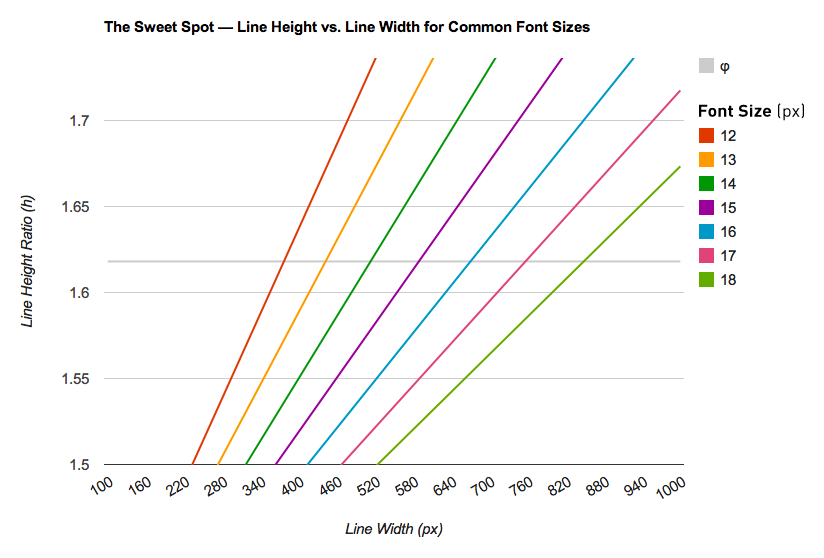 The Sweet Spot — Line Height vs. Line Width for Common Font Sizes
φ
Font Size (px)
12
13
14
15
16
17
18
1.7
1.65
1.6
1.55
1.5
Line Height Ratio (h)
100 160 220 280 340 400 460 520 580 640 700 760 820 880 940 1000
Line Width (px)